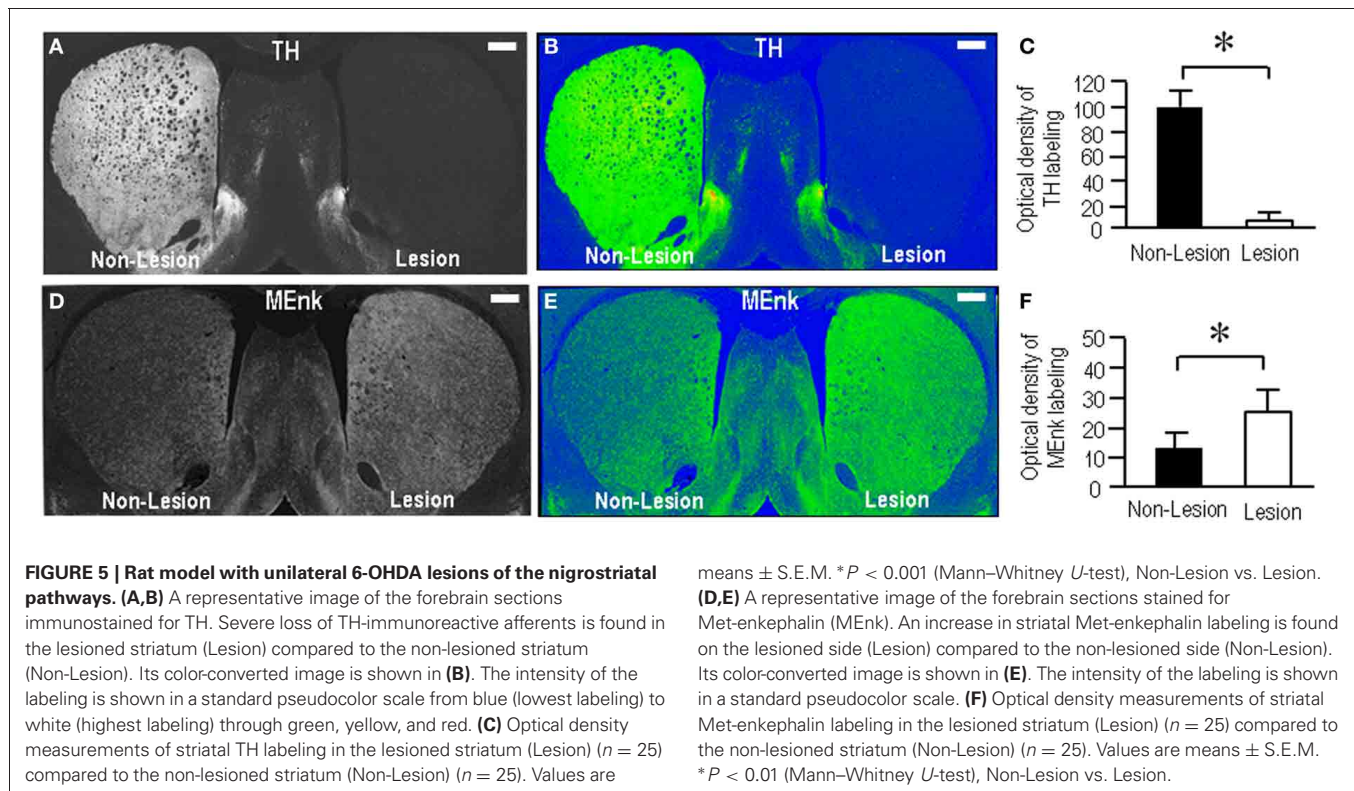 A
TH
Non-Lesion
Lesion
B
TH
Non-Lesion
Lesion
C
*
Optical density of
TH labeling
120
100
80
60
40
20
0
Non-Lesion
Lesion
D
MEnk
Non-Lesion
Lesion
E
MEnk
Non-Lesion
Lesion
F
*
Optical density of
MEnk labeling
50
40
30
20
10
0
Non-Lesion
Lesion
FIGURE 5 | Rat model with unilateral 6-OHDA lesions of the nigrostriatal
pathways. (A,B) A representative image of the forebrain sections
immunostained for TH. Severe loss of TH-immunoreactive afferents is found in
the lesioned striatum (Lesion) compared to the non-lesioned striatum
(Non-Lesion). Its color-converted image is shown in (B). The intensity of the
labeling is shown in a standard pseudocolor scale from blue (lowest labeling) to
white (highest labeling) through green, yellow, and red. (C) Optical density
measurements of striatal TH labeling in the lesioned striatum (Lesion) (n = 25)
compared to the non-lesioned striatum (Non-Lesion) (n = 25). Values are
means ± S.E.M. *P < 0.001 (Mann–Whitney U-test), Non-Lesion vs. Lesion.
(D,E) A representative image of the forebrain sections stained for
Met-enkephalin (MEnk). An increase in striatal Met-enkephalin labeling is found
on the lesioned side (Lesion) compared to the non-lesioned side (Non-Lesion).
Its color-converted image is shown in (E). The intensity of the labeling is shown
in a standard pseudocolor scale. (F) Optical density measurements of striatal
Met-enkephalin labeling in the lesioned striatum (Lesion) (n = 25) compared to
the non-lesioned striatum (Non-Lesion) (n = 25). Values are means ± S.E.M.
*P < 0.01 (Mann–Whitney U-test), Non-Lesion vs. Lesion.